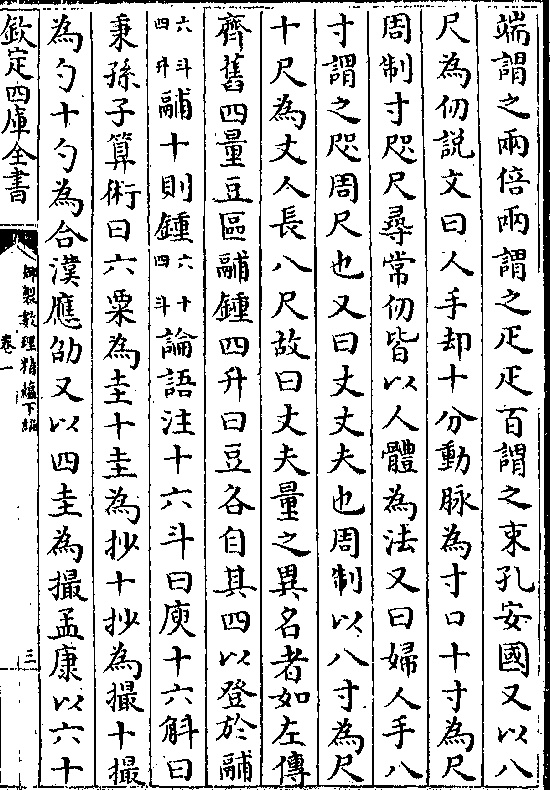 端謂之兩倍兩謂之疋疋百謂之束孔安國又以八
尺為仞說文曰人手却十分動脉為寸口十寸為尺
周制寸咫尺尋常仞皆以人體為法又曰婦人手八
寸謂之咫周尺也又曰丈丈夫也周制以八寸為尺
十尺為丈人長八尺故曰丈夫量之異名者如左傳
齊舊四量豆區鬴鍾四升曰豆各自其四以登於鬴
六斗四升鬴十則鍾六十四斗論語注十六斗曰庾十六斛曰
秉孫子算術曰六粟為圭十圭為抄十抄為撮十撮
為勺十勺為合漢應劭又以四圭為撮孟康以六十
欽定四庫全書
御製數理精蘊下編
卷一
三